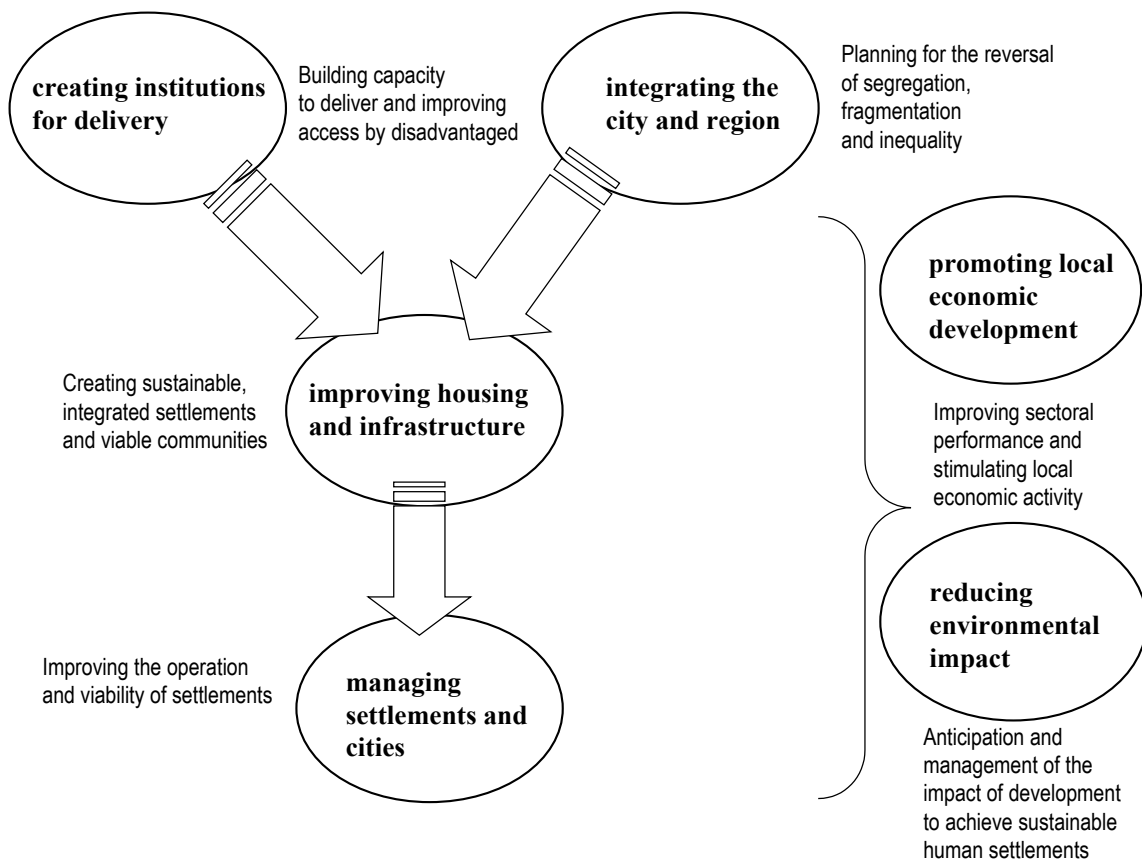 creating institutions
for delivery
Building capacity
to deliver and improving
access by disadvantaged
integrating the
city and region
Planning for the reversal
of segregation,
fragmentation
and inequality
promoting local
economic
development
Creating sustainable,
integrated settlements
and viable communities
improving housing
and infrastructure
Improving sectoral
performance and
stimulating local
economic activity
reducing
environmental
impact
Improving the operation
and viability of settlements
managing
settlements and
cities
Anticipation and
management of the
impact of development
to achieve sustainable
human settlements